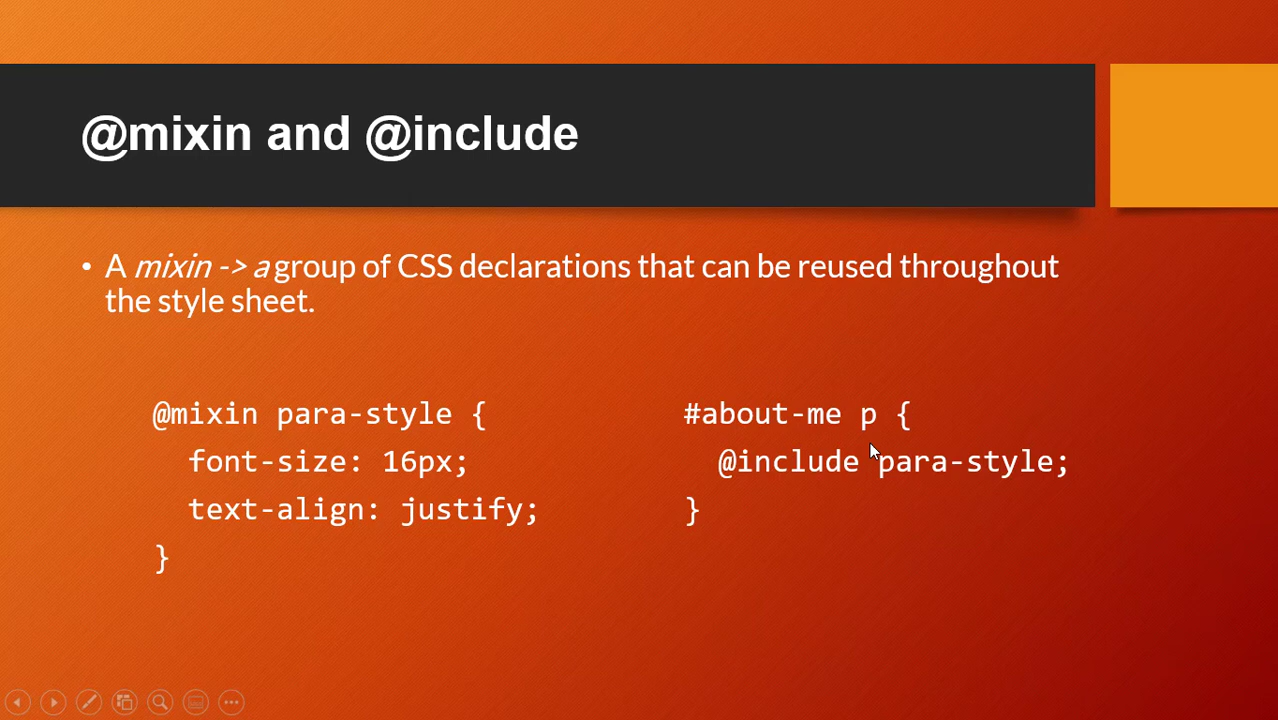 @mixin and @include
• A mixin -> a group of CSS declarations that can be reused throughout
the style sheet.
@mixin para-style {
font-size: 16px;
text-align: justify;
}
#about-me p {
@include para-style;
}